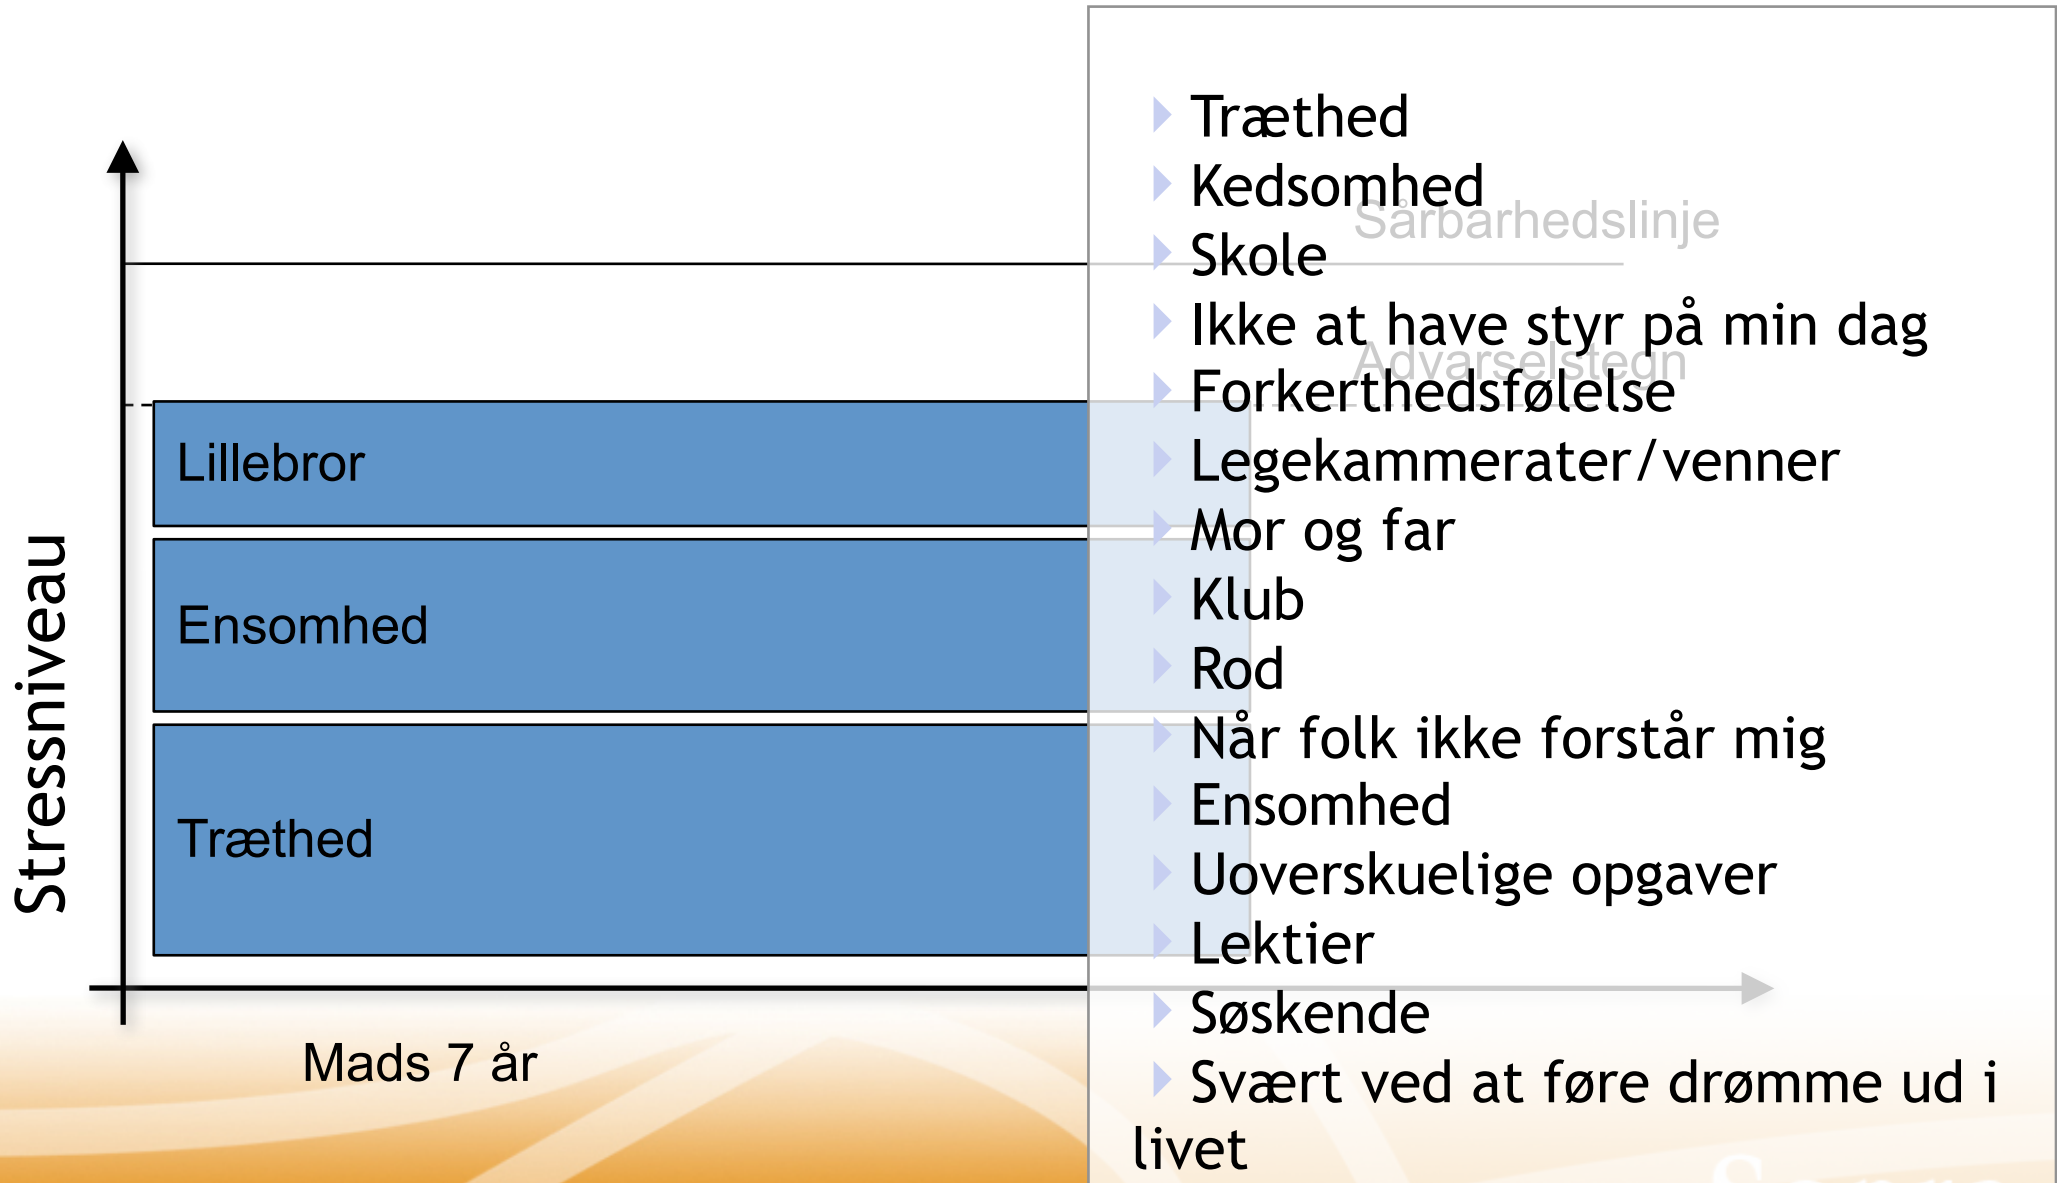 Stressniveau
Sårbarhedslinje
Advarselstegn
Lillebror
Ensomhed
Træthed
Mads 7 år
Træthed
Kedsomhed
Skole
Ikke at have styr på min dag
Forkerthedsfølelse
Legekammerater/venner
Mor og far
Klub
Rod
Når folk ikke forstår mig
Ensomhed
Uoverskuelige opgaver
Lektier
Søskende
Svært ved at føre drømme ud i
livet